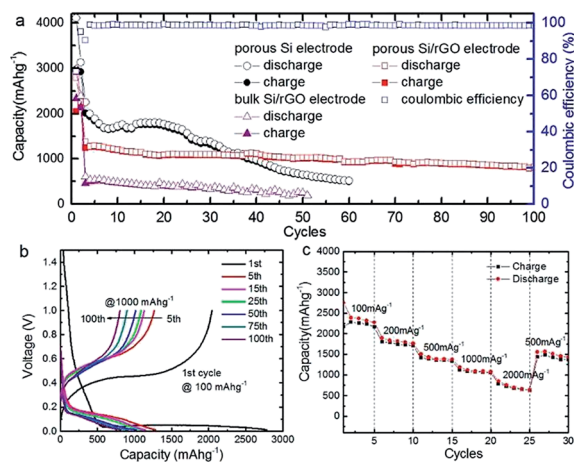 a
4000
3000
2000
1000
0
Capacity(mAhg⁻¹)
porous Si electrode
discharge
charge
bulk Si/rGO electrode
discharge
charge
porous Si/rGO electrode
discharge
charge
coulombic efficiency
100
80
60
40
20
0
Coulombic efficiency (%)
0 10 20 30 40 50 60 70 80 90 100
Cycles
b
1.4
1.2
1.0
0.8
0.6
0.4
0.2
0.0
Voltage (V)
@1000 mAhg⁻¹
100th
5th
1st cycle
@ 100 mAhg⁻¹
1st
5th
15th
25th
50th
75th
100th
0 500 1000 1500 2000 2500 3000
Capacity (mAhg⁻¹)
c
4000
3500
3000
2500
2000
1500
1000
500
0
Capacity(mAhg⁻¹)
Charge
Discharge
100mAg⁻¹
200mAg⁻¹
500mAg⁻¹
1000mAg⁻¹
2000mAg⁻¹
500mAg⁻¹
5 10 15 20 25 30
Cycles